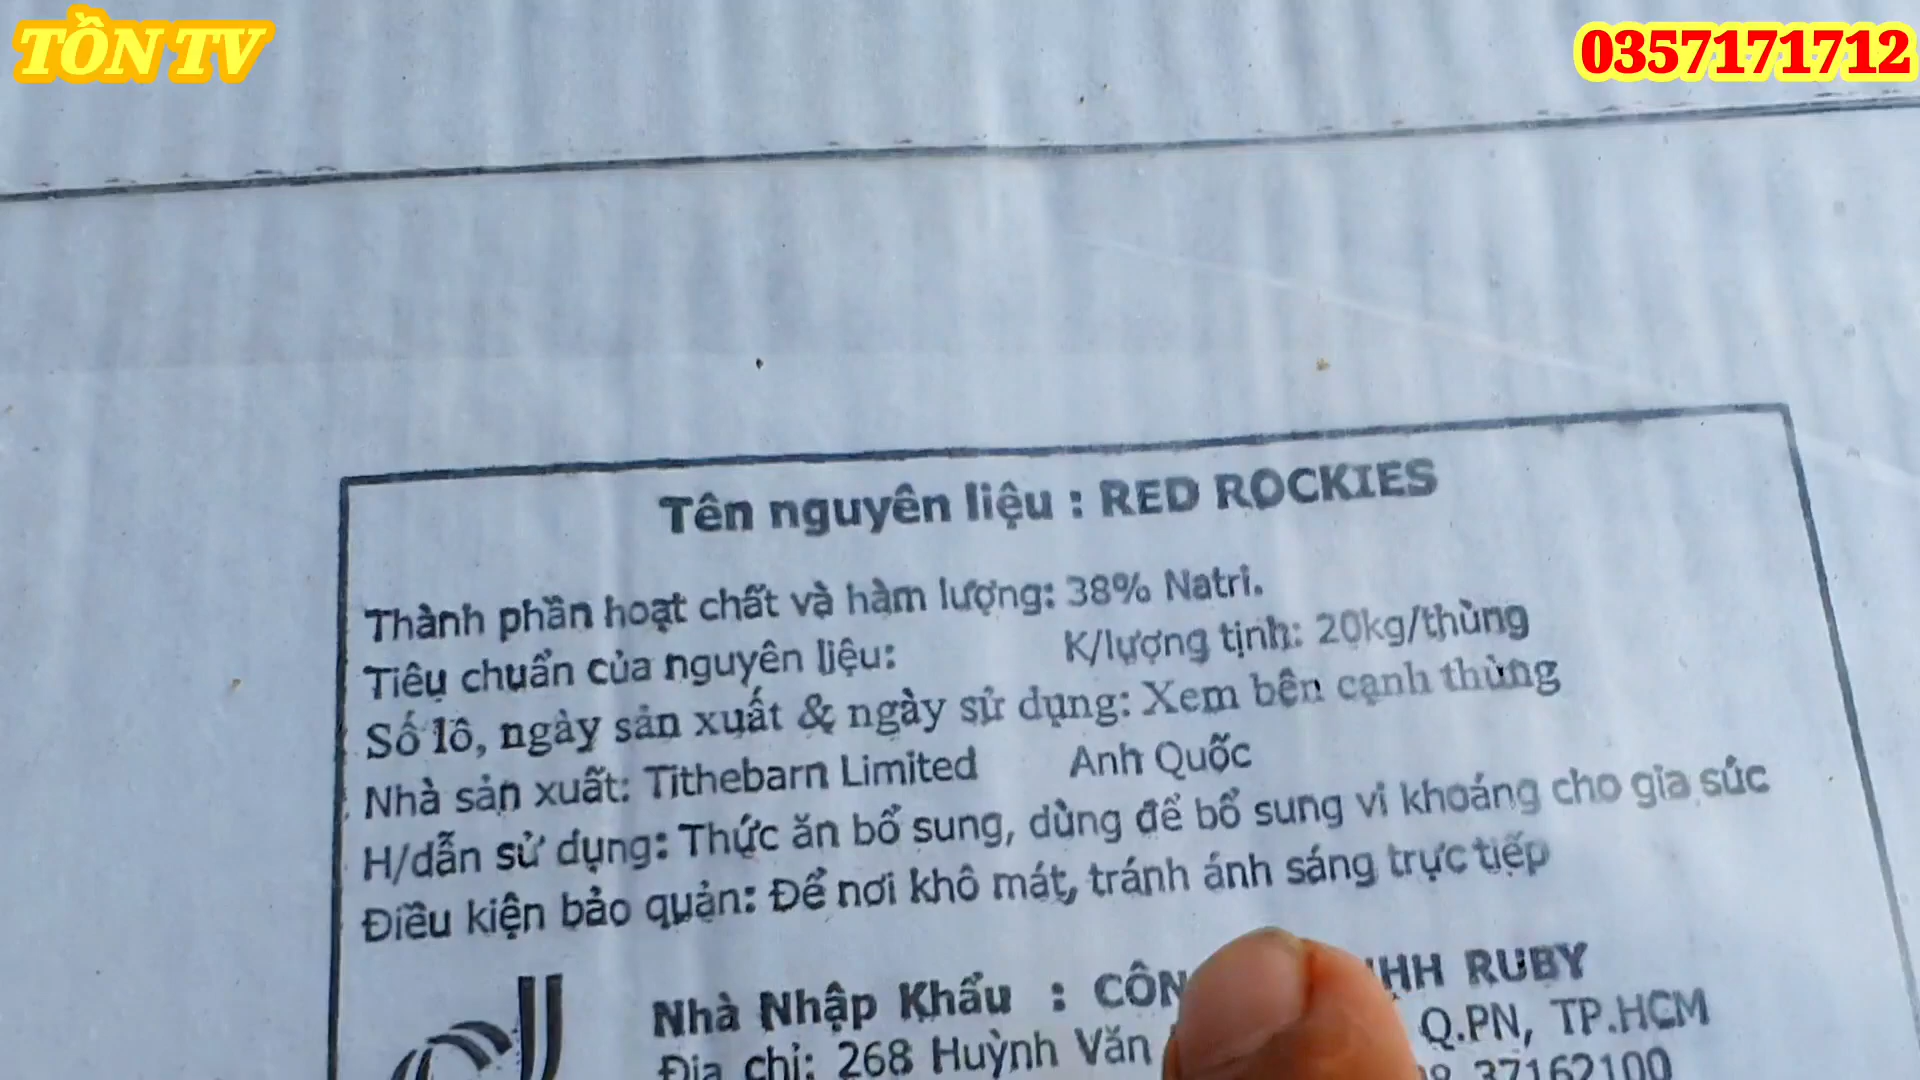 TỒN TV
0357171712
Tên nguyên liệu : RED ROCKIES
Thành phần hoạt chất và hàm lượng: 38% Natri.
Tiêu chuẩn của nguyên liệu: K/lượng tịnh: 20kg/thùng
Số lô, ngày sản xuất & ngày sử dụng: Xem bên cạnh thùng
Nhà sản xuất: Tithebarn Limited Anh Quốc
H/dẫn sử dụng: Thức ăn bổ sung, dùng để bổ sung vi khoáng cho gia súc
Điều kiện bảo quản: Để nơi khô mát, tránh ánh sáng trực tiếp
Nhà Nhập Khẩu : RUBY
Địa chỉ: 268 Huỳnh Văn Q.PN, TP.HCM
37162100